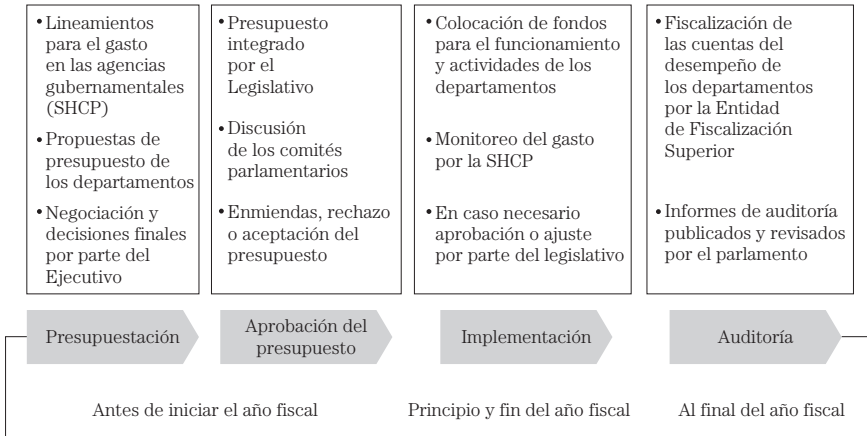 • Lineamientos
para el gasto
en las agencias
gubernamentales
(SHCP)
• Propuestas de
presupuesto de
los departamentos
• Negociación y
decisiones finales
por parte del
Ejecutivo
• Presupuesto
integrado
por el
Legislativo
• Discusión
de los comités
parlamentarios
• Enmiendas, rechazo
o aceptación del
presupuesto
• Colocación de fondos
para el funcionamiento
y actividades de los
departamentos
• Monitoreo del gasto
por la SHCP
• En caso necesario
aprobación o ajuste
por parte del legislativo
• Fiscalización de
las cuentas del
desempeño de
los departamentos
por la Entidad
de Fiscalización
Superior
• Informes de auditoría
publicados y revisados
por el parlamento
Presupuestación
Aprobación del
presupuesto
Implementación
Auditoría
Antes de iniciar el año fiscal
Principio y fin del año fiscal
Al final del año fiscal